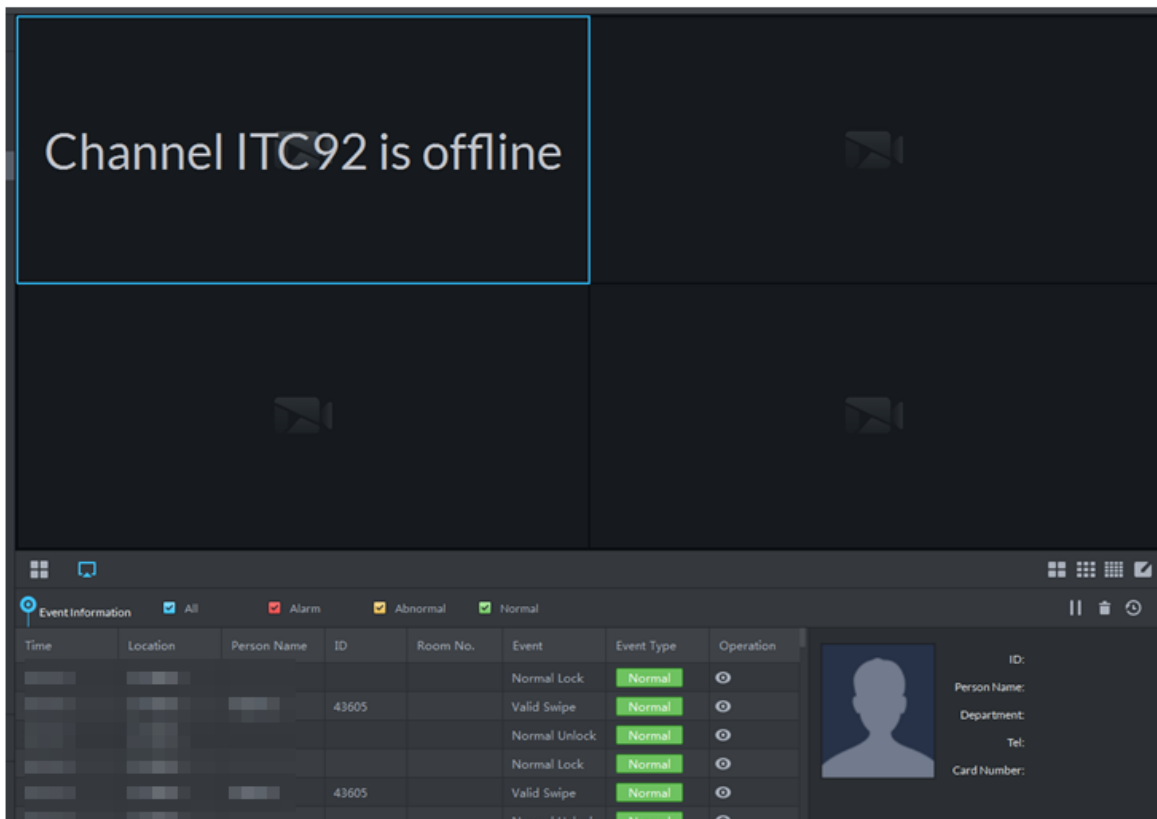 Channel ITC92 is offline
Event Information All Alarm Abnormal Normal
Time Location Person Name ID Room No. Event Event Type Operation
Normal Lock Normal
43605 Valid Swipe Normal
Normal Unlock Normal
Normal Lock Normal
43605 Valid Swipe Normal
ID:
Person Name:
Department:
Tel:
Card Number: